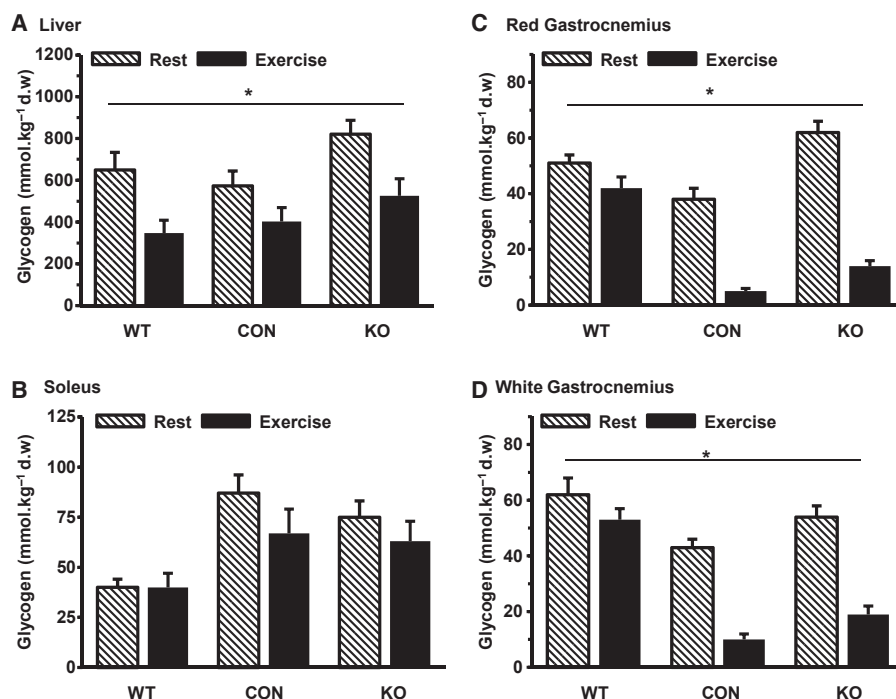 A Liver
Glycogen (mmol.kg⁻¹ d.w)
1200
1000
800
600
400
200
0
Rest Exercise
*
WT CON KO
B Soleus
Glycogen (mmol.kg⁻¹ d.w)
125
100
75
50
25
0
Rest Exercise
WT CON KO
C Red Gastrocnemius
Glycogen (mmol.kg⁻¹ d.w)
80
60
40
20
0
Rest Exercise
*
WT CON KO
D White Gastrocnemius
Glycogen (mmol.kg⁻¹ d.w)
80
60
40
20
0
Rest Exercise
*
WT CON KO